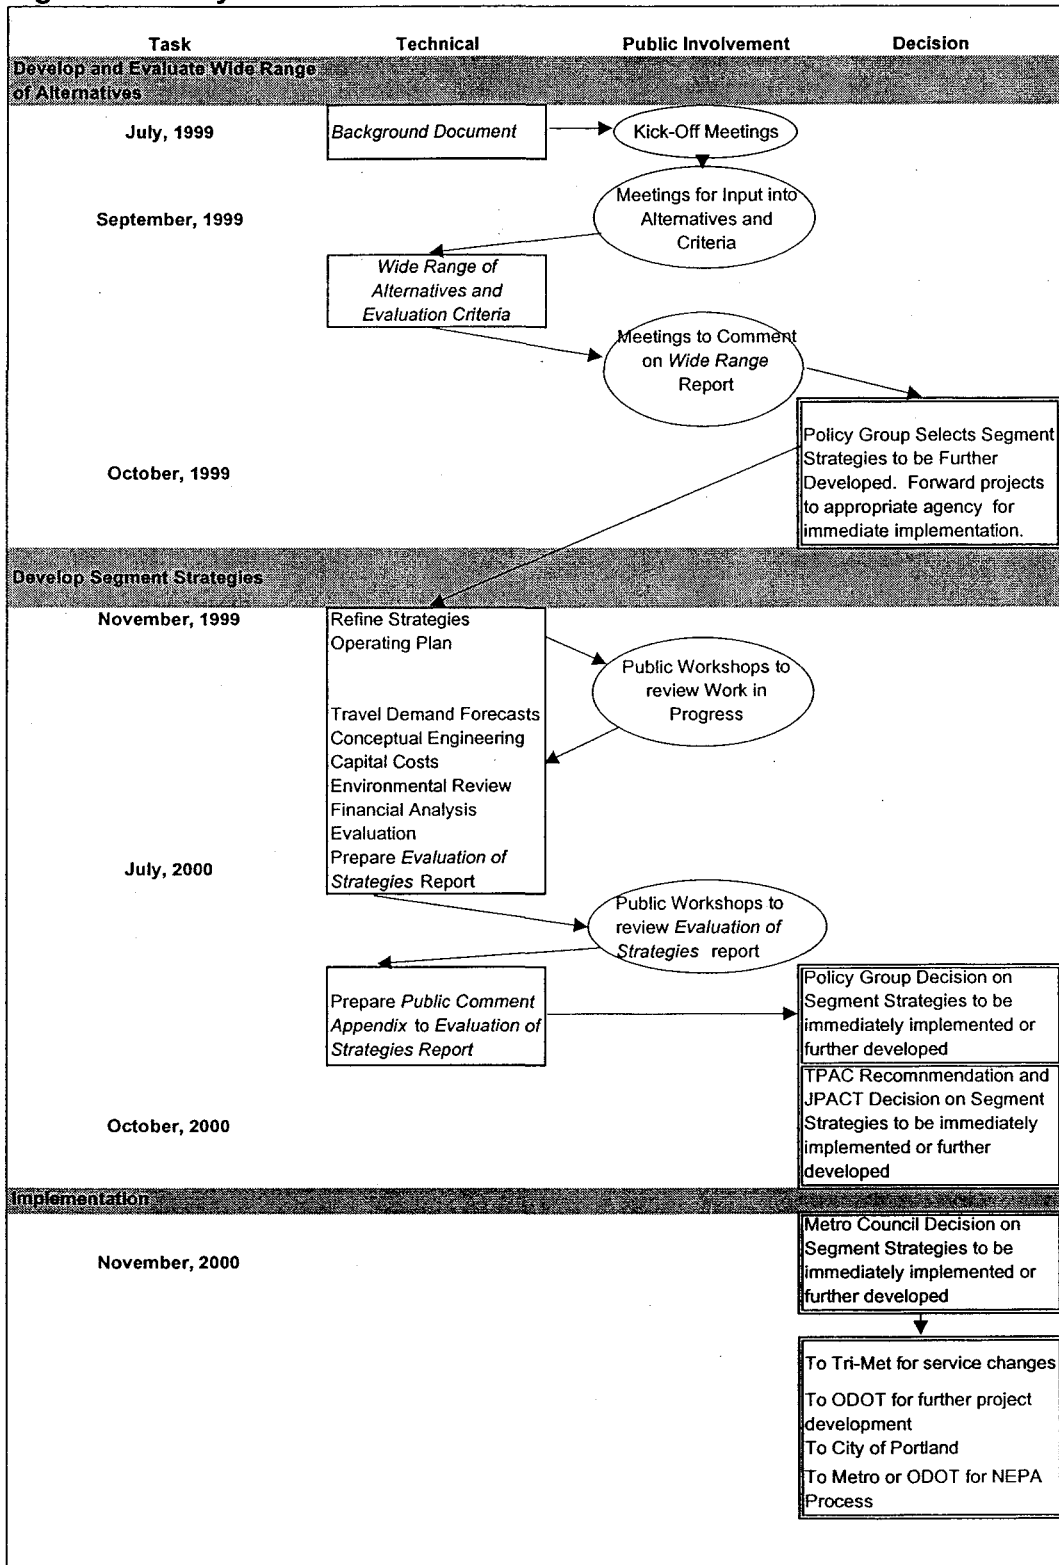 Task Technical Public Involvement Decision
Develop and Evaluate Wide Range
of Alternatives
July, 1999
Background Document
Kick-Off Meetings
September, 1999
Meetings for Input into
Alternatives and
Criteria
Wide Range of
Alternatives and
Evaluation Criteria
Meetings to Comment
on Wide Range
Report
October, 1999
Policy Group Selects Segment
Strategies to be Further
Developed. Forward projects
to appropriate agency for
immediate implementation.
Develop Segment Strategies
November, 1999
Refine Strategies
Operating Plan
Public Workshops to
review Work in
Progress
Travel Demand Forecasts
Conceptual Engineering
Capital Costs
Environmental Review
Financial Analysis
Evaluation
Prepare Evaluation of
Strategies Report
July, 2000
Public Workshops to
review Evaluation of
Strategies report
Prepare Public Comment
Appendix to Evaluation of
Strategies Report
Policy Group Decision on
Segment Strategies to be
immediately implemented or
further developed
TPAC Recomnmendation and
JPACT Decision on Segment
Strategies to be immediately
implemented or further
developed
October, 2000
Implementation
November, 2000
Metro Council Decision on
Segment Strategies to be
immediately implemented or
further developed
To Tri-Met for service changes
To ODOT for further project
development
To City of Portland
To Metro or ODOT for NEPA
Process